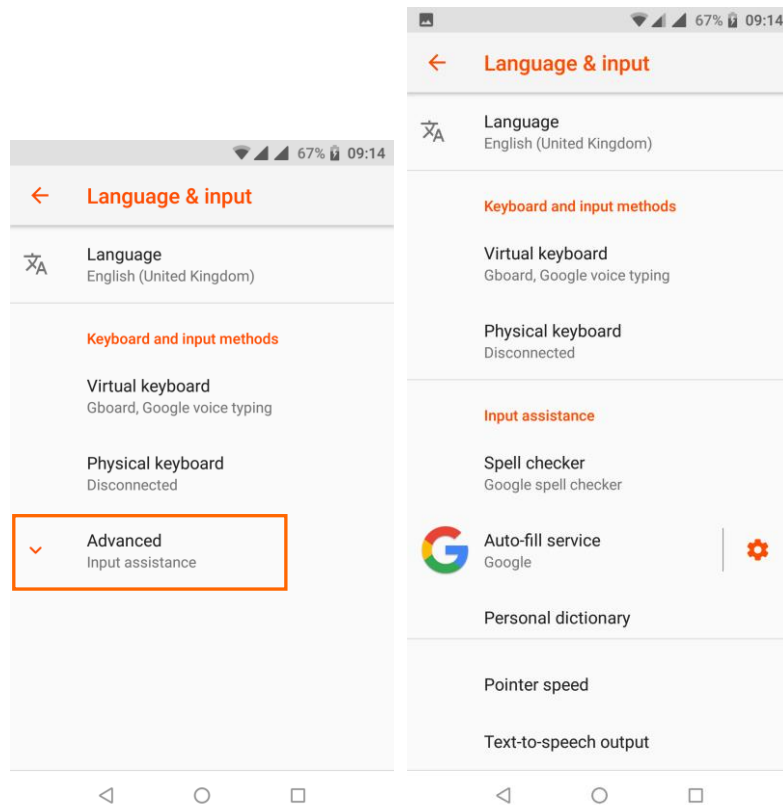 67% 09:14
Language & input
Language
English (United Kingdom)
Keyboard and input methods
Virtual keyboard
Gboard, Google voice typing
Physical keyboard
Disconnected
Advanced
Input assistance
67% 09:14
Language & input
Language
English (United Kingdom)
Keyboard and input methods
Virtual keyboard
Gboard, Google voice typing
Physical keyboard
Disconnected
Input assistance
Spell checker
Google spell checker
Auto-fill service
Google
Personal dictionary
Pointer speed
Text-to-speech output